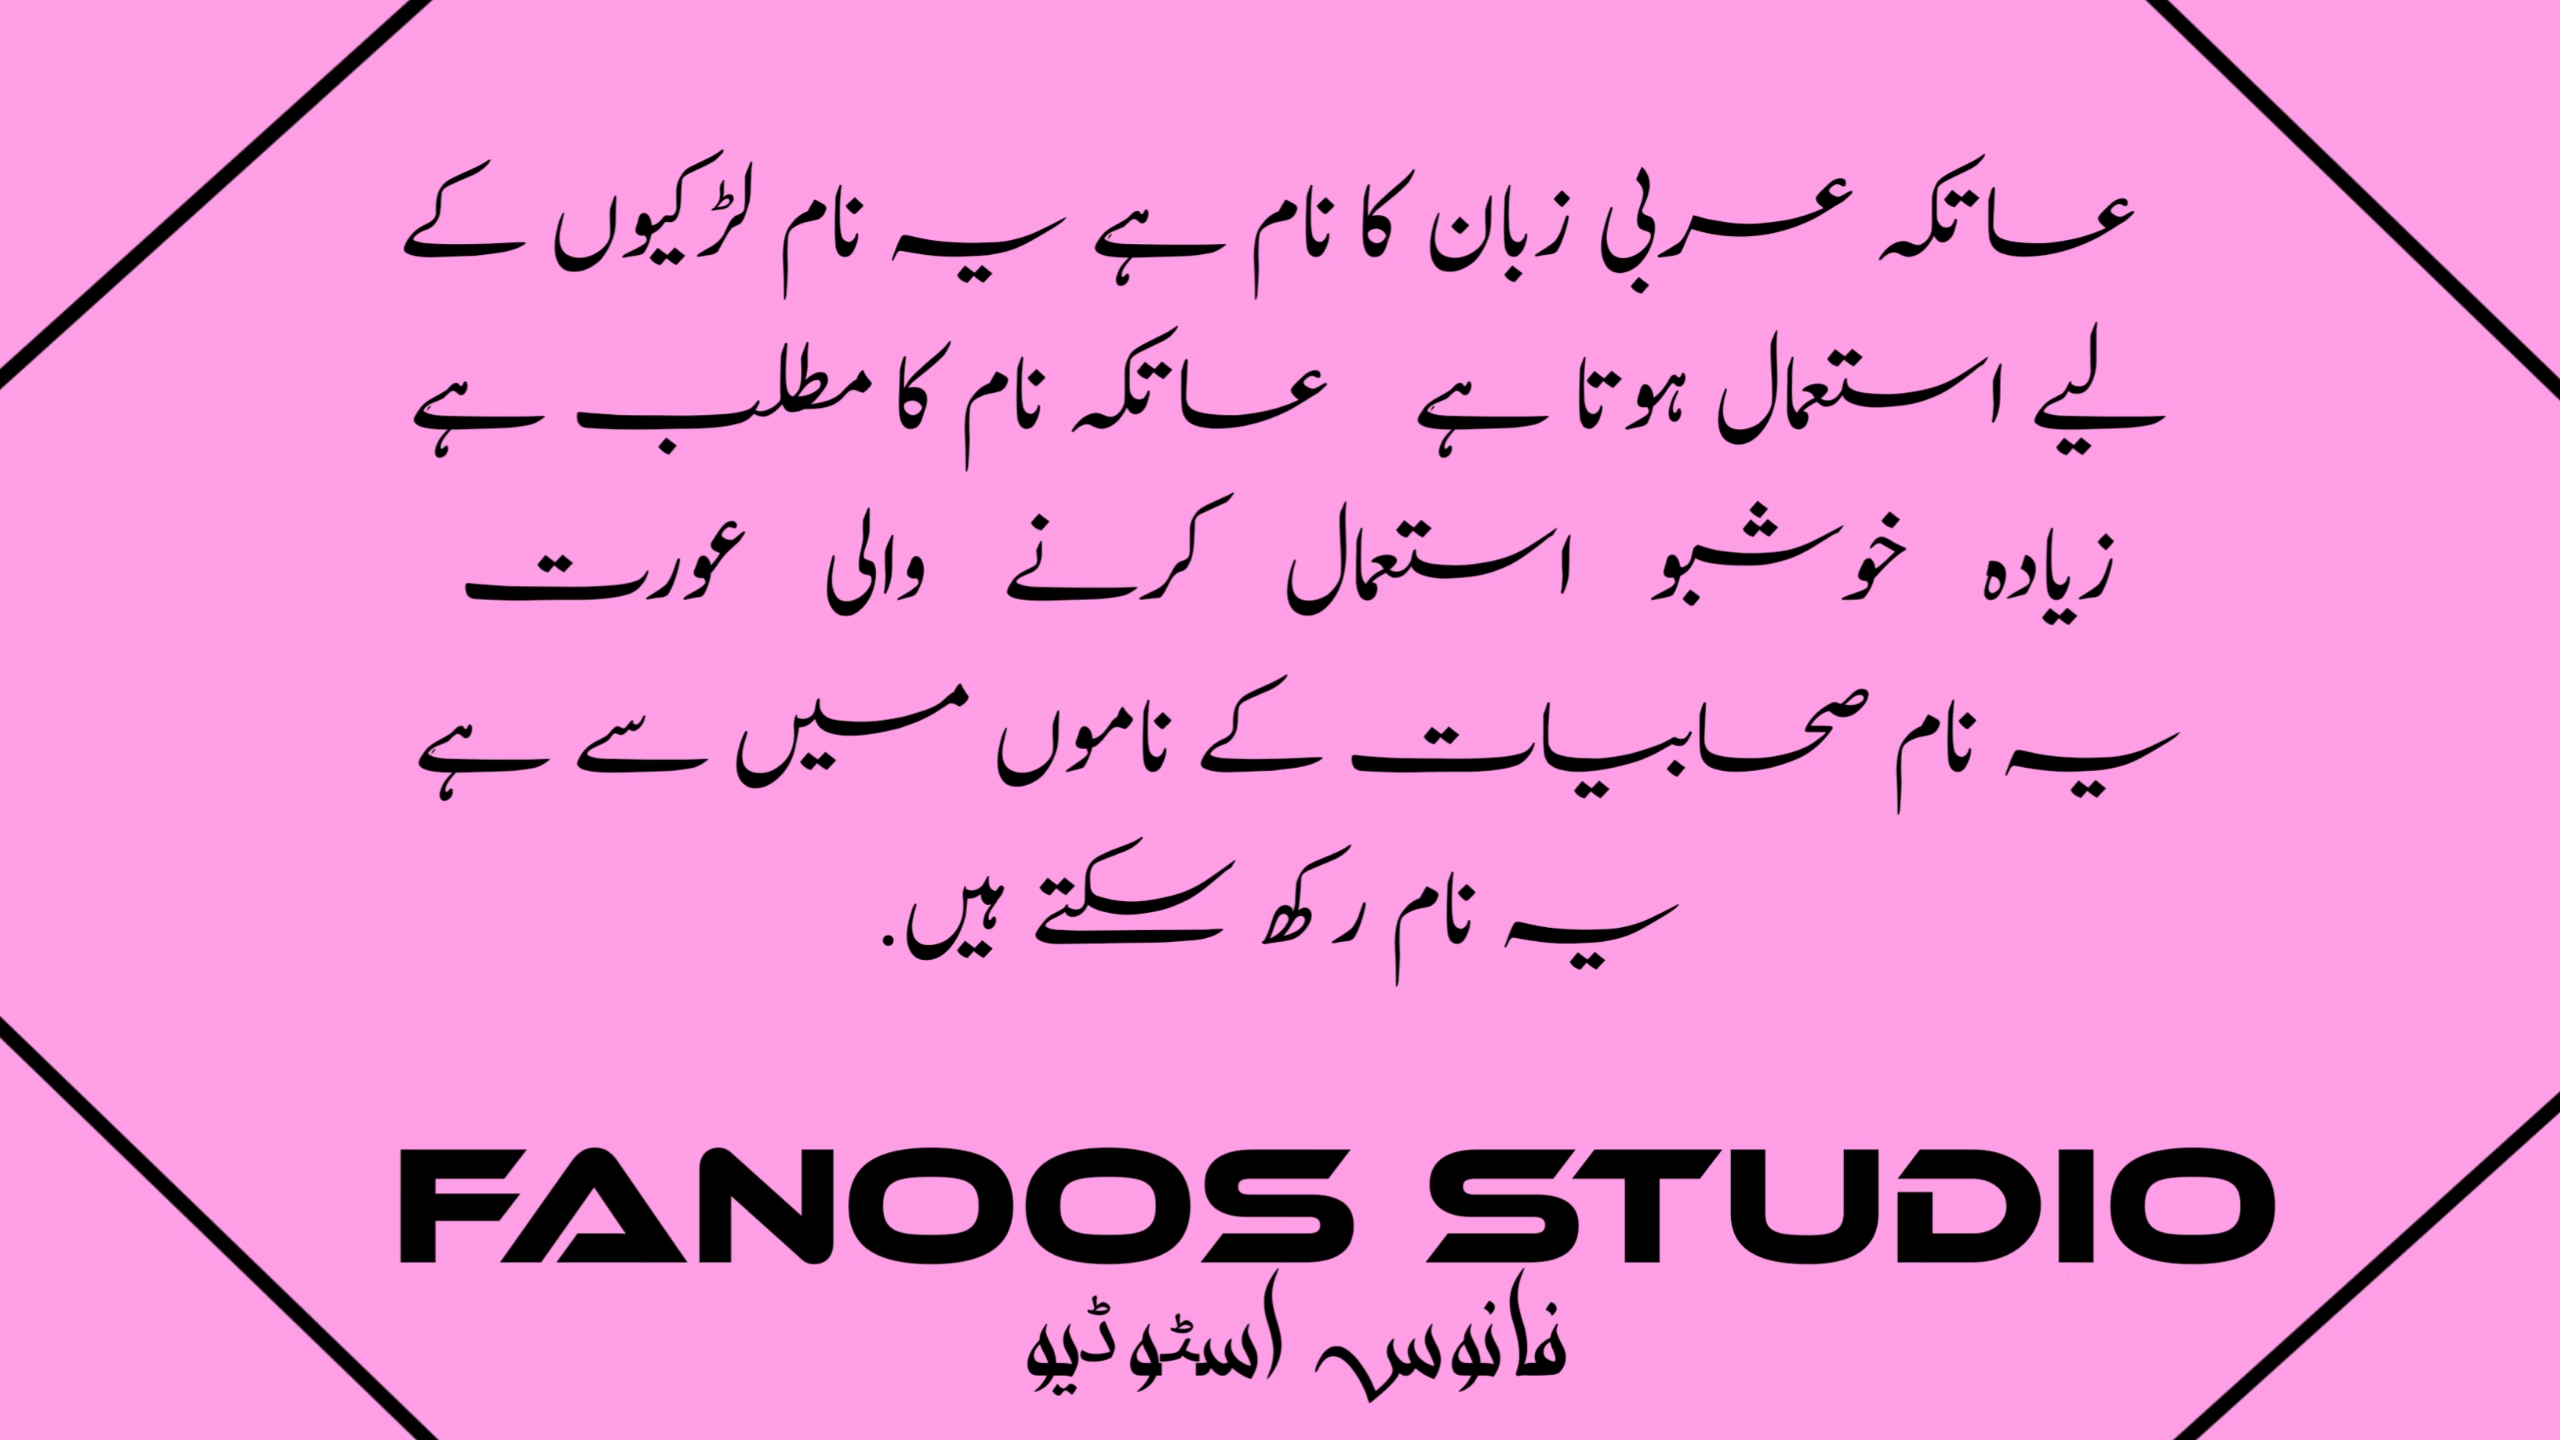 عاتکہ عربی زبان کا نام ہے یہ نام لڑکیوں کے
لیے استعمال ہوتا ہے عاتکہ نام کا مطلب ہے
زیادہ خوشبو استعمال کرنے والی عورت
یہ نام صحابیات کے ناموں میں سے ہے
یہ نام رکھ سکتے ہیں.
FANOOS STUDIO
فانوس اسٹوڈیو